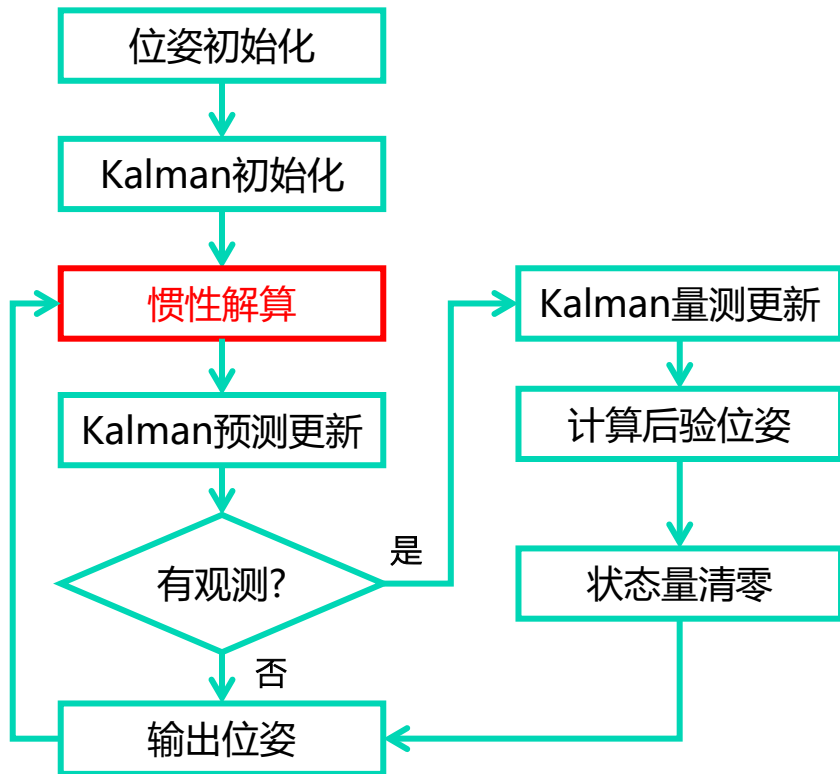 位姿初始化
Kalman初始化
惯性解算
Kalman预测更新
有观测?
是
否
输出位姿
Kalman量测更新
计算后验位姿
状态量清零